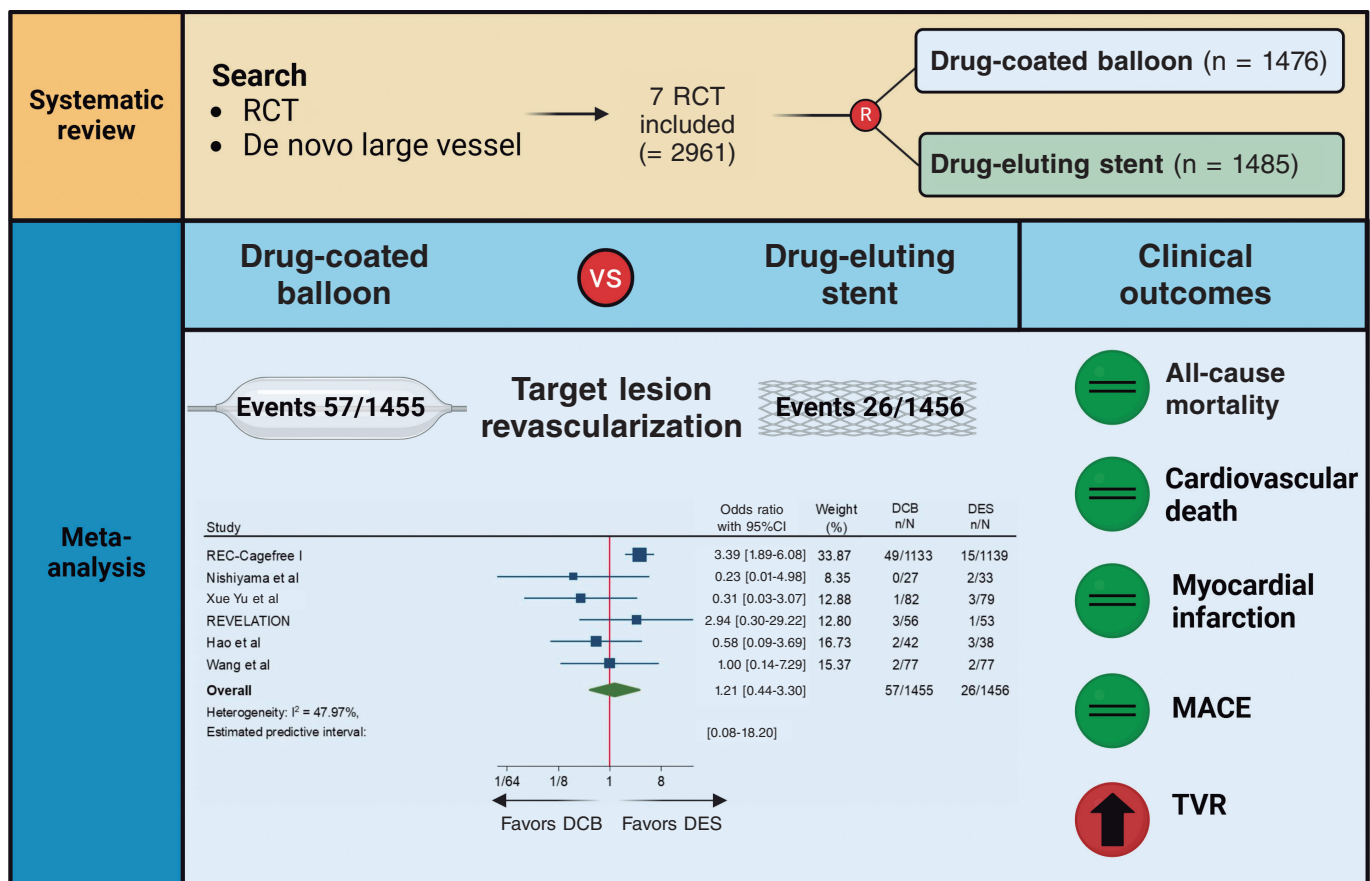 Systematic
review
Search
• RCT
• De novo large vessel
7 RCT
included
(= 2961)
R
Drug-coated balloon (n = 1476)
Drug-eluting stent (n = 1485)
Meta-
analysis
Drug-coated
balloon
VS
Drug-eluting
stent
Clinical
outcomes
Events 57/1455
Target lesion
revascularization
Events 26/1456
Study
Odds ratio
with 95%CI
Weight
(%)
DCB
n/N
DES
n/N
REC-Cagefree I 3.39 [1.89-6.08] 33.87 49/1133 15/1139
Nishiyama et al 0.23 [0.01-4.98] 8.35 0/27 2/33
Xue Yu et al 0.31 [0.03-3.07] 12.88 1/82 3/79
REVELATION 2.94 [0.30-29.22] 12.80 3/56 1/53
Hao et al 0.58 [0.09-3.69] 16.73 2/42 3/38
Wang et al 1.00 [0.14-7.29] 15.37 2/77 2/77
Overall 1.21 [0.44-3.30] 57/1455 26/1456
Heterogeneity: I² = 47.97%,
Estimated predictive interval: [0.08-18.20]
1/64 1/8 1 8
Favors DCB Favors DES
All-cause
mortality
Cardiovascular
death
Myocardial
infarction
MACE
TVR